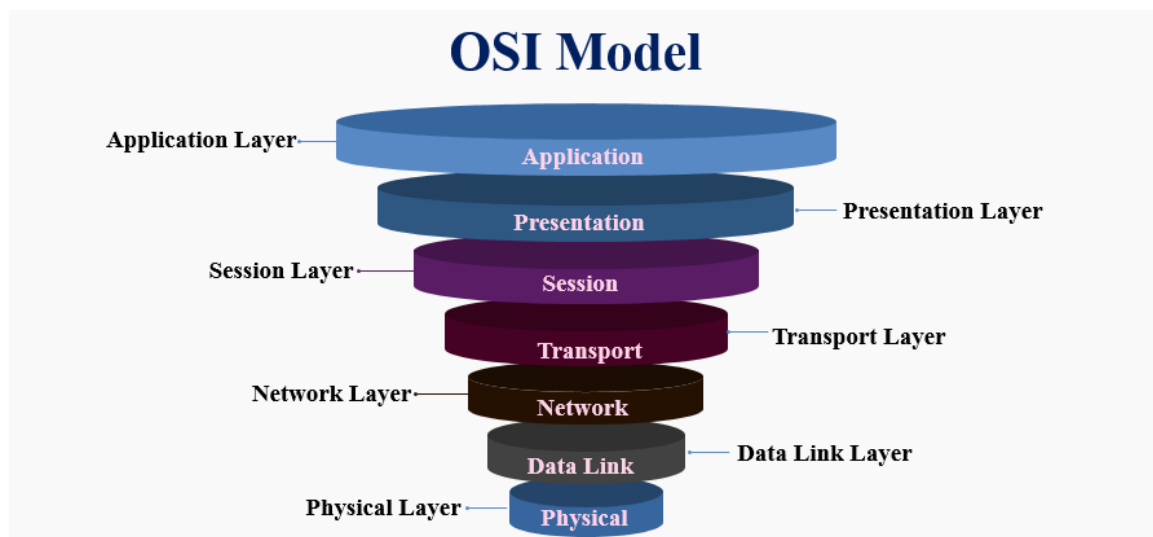 OSI Model
Application Layer
Application
Presentation
Presentation Layer
Session Layer
Session
Transport
Transport Layer
Network Layer
Network
Data Link
Data Link Layer
Physical Layer
Physical